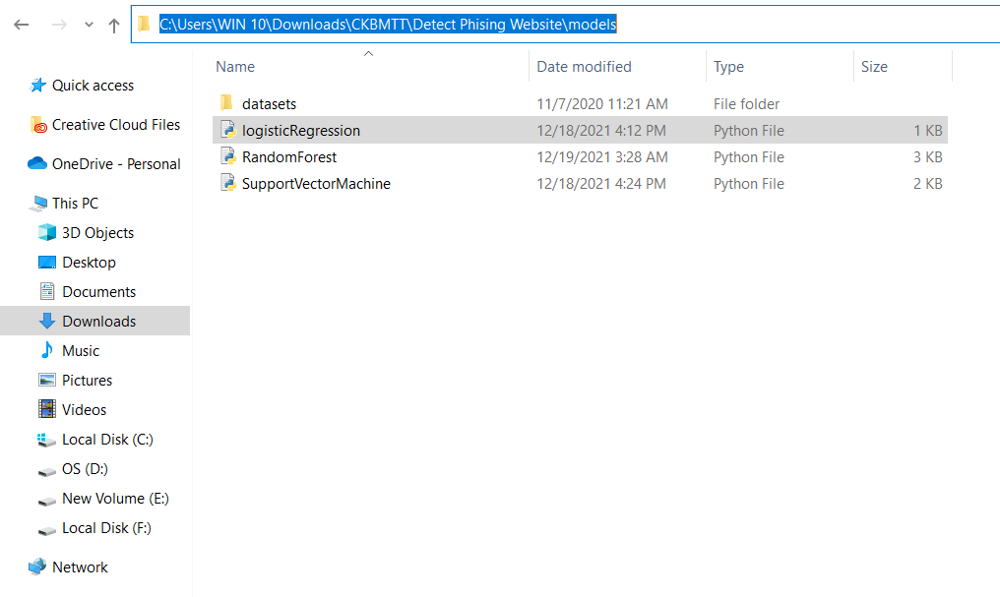 C:\Users\WIN 10\Downloads\CKBMTT\Detect Phising Website\models
Name Date modified Type Size
Quick access
Creative Cloud Files
OneDrive - Personal
This PC
3D Objects
Desktop
Documents
Downloads
Music
Pictures
Videos
Local Disk (C:)
OS (D:)
New Volume (E:)
Local Disk (F:)
Network
datasets 11/7/2020 11:21 AM File folder
logisticRegression 12/18/2021 4:12 PM Python File 1 KB
RandomForest 12/19/2021 3:28 AM Python File 3 KB
SupportVectorMachine 12/18/2021 4:24 PM Python File 2 KB